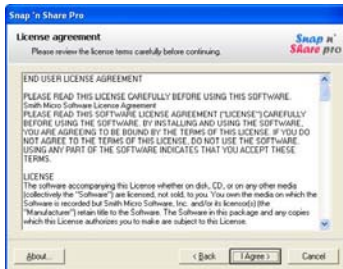 Snap 'n Share Pro
License agreement
Please review the license terms carefully before continuing.
Snap n'
Share pro
END USER LICENSE AGREEMENT
PLEASE READ THIS LICENSE CAREFULLY BEFORE USING THIS SOFTWARE.
Smith Micro Software License Agreement
PLEASE READ THIS SOFTWARE LICENSE AGREEMENT ("LICENSE") CAREFULLY
BEFORE USING THE SOFTWARE. BY INSTALLING AND USING THE SOFTWARE,
YOU ARE AGREEING TO BE BOUND BY THE TERMS OF THIS LICENSE. IF YOU DO
NOT AGREE TO THE TERMS OF THIS LICENSE, DO NOT USE THE SOFTWARE.
USING ANY PART OF THE SOFTWARE INDICATES THAT YOU ACCEPT THESE
TERMS.
LICENSE
The software accompanying this License whether on disk, CD, or on any other media
(collectively the "Software") are licensed, not sold, to you. You own the media on which the
Software is recorded but Smith Micro Software, Inc. and/or its licensor(s) (the
"Manufacturer") retain title to the Software. The Software in this package and any copies
which this License authorizes you to make are subject to this License.
About...
< Back
I Agree >
Cancel